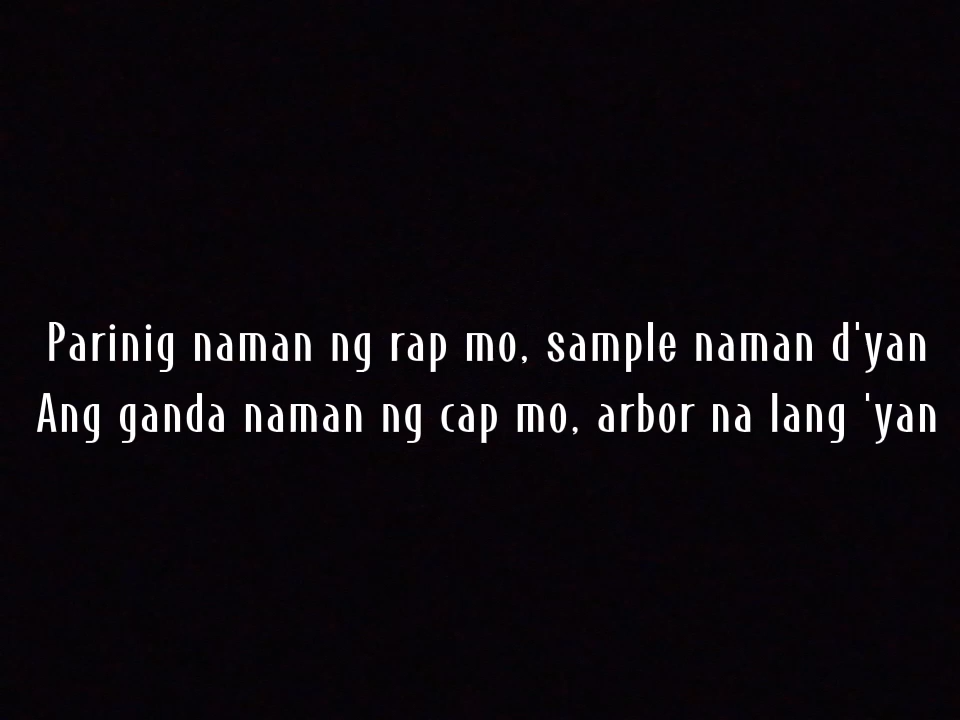 Parinig naman ng rap mo, sample naman d'yan
Ang ganda naman ng cap mo, arbor na lang 'yan